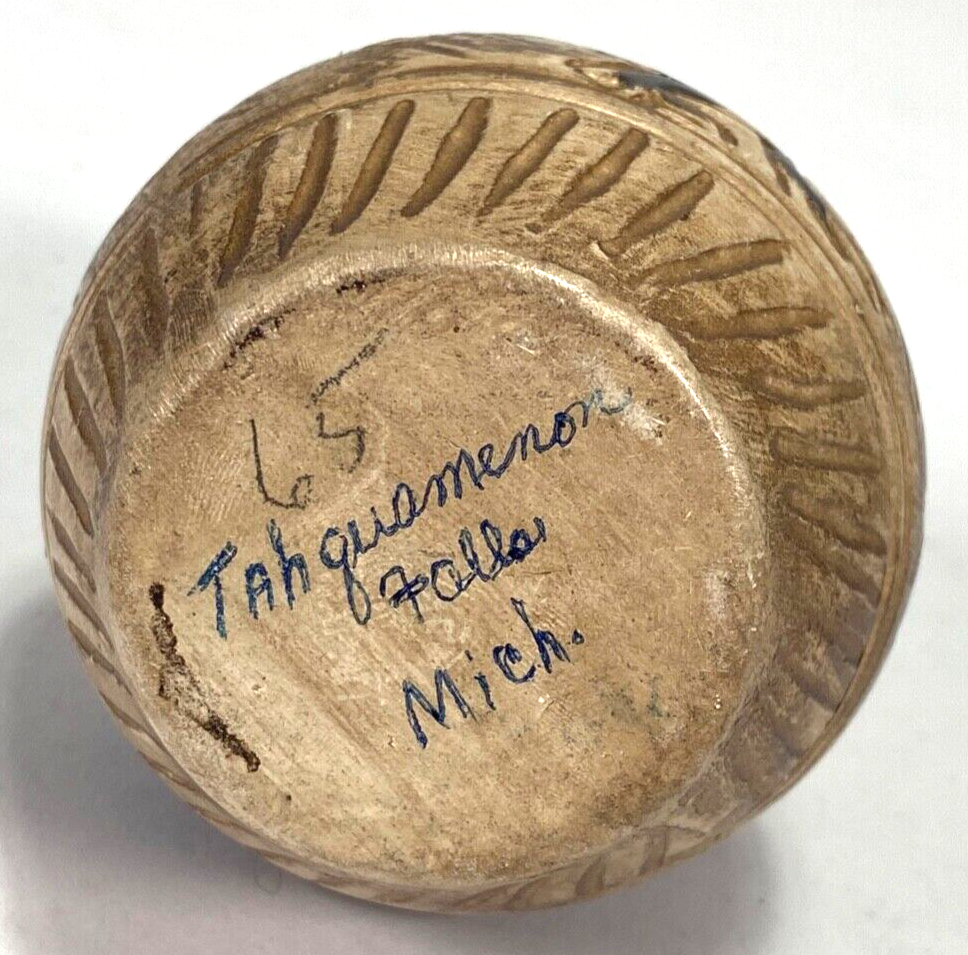 65
Tahquamenon
Falls
Mich.